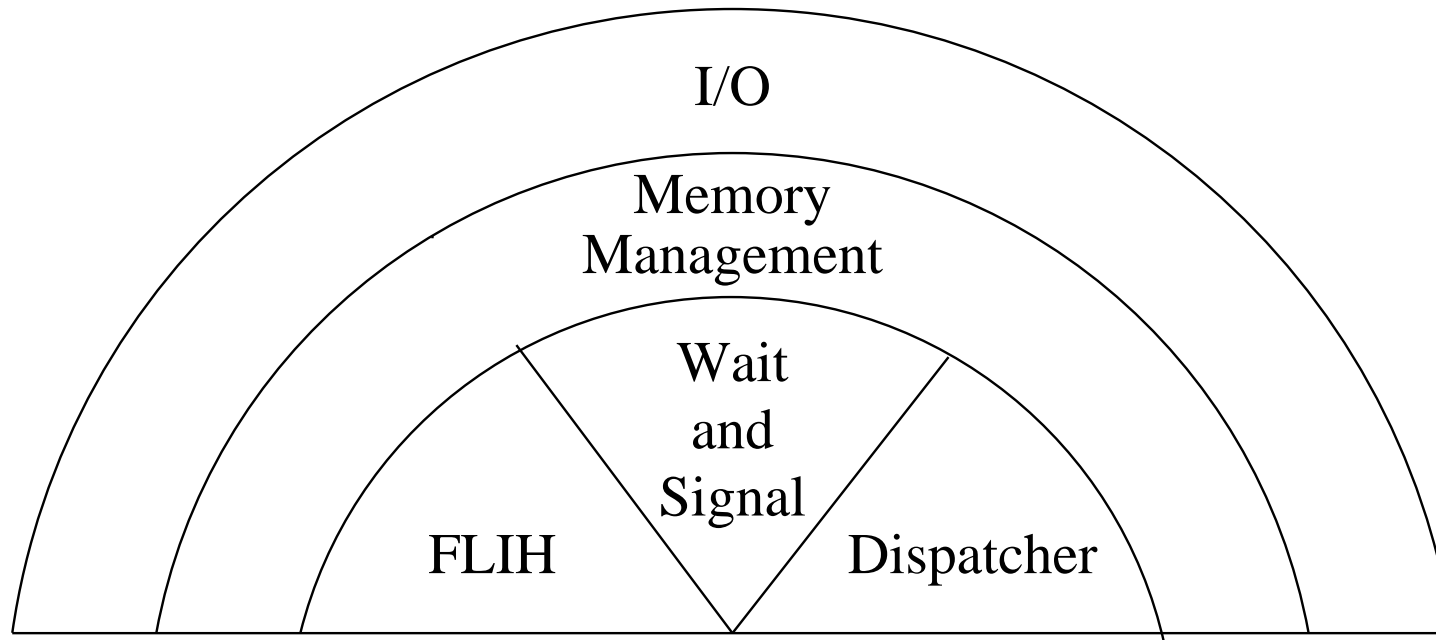 I/O
Memory
Management
Wait
and
Signal
FLIH
Dispatcher